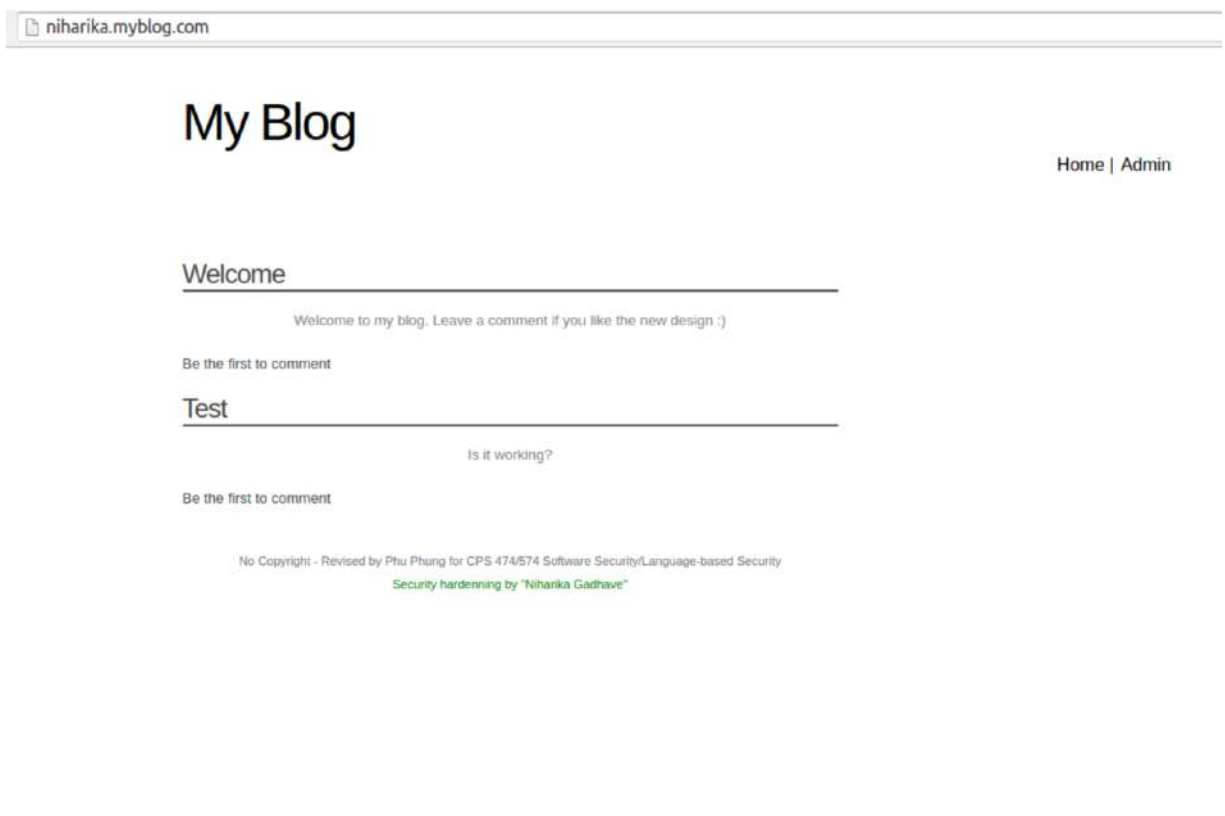 niharika.myblog.com
My Blog
Home | Admin
Welcome
Welcome to my blog. Leave a comment if you like the new design :)
Be the first to comment
Test
Is it working?
Be the first to comment
No Copyright - Revised by Phu Phung for CPS 474/574 Software Security/Language-based Security
Security hardenning by "Niharika Gadhave"